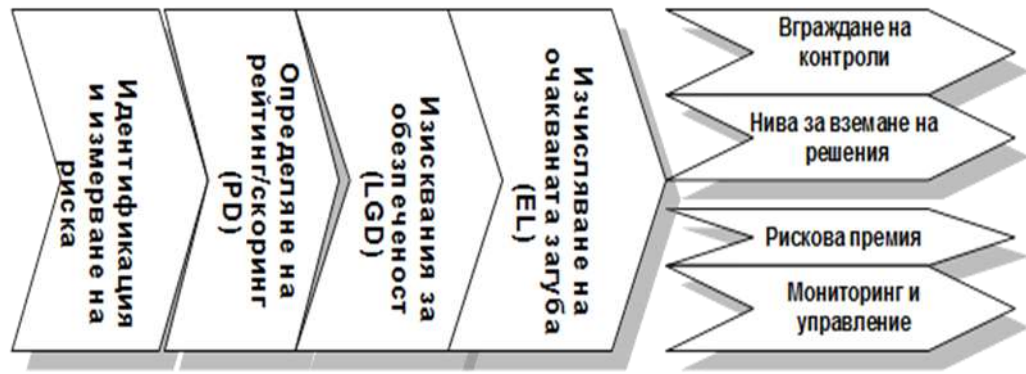 Идентификация
и измерване на
риска
Определяне на
рейтинг/скоринг
(PD)
Изисквания за
обезпеченост
(LGD)
Изчисляване на
очакваната загуба
(EL)
Вграждане на
контроли
Нива за вземане на
решения
Рискова премия
Мониторинг и
управление